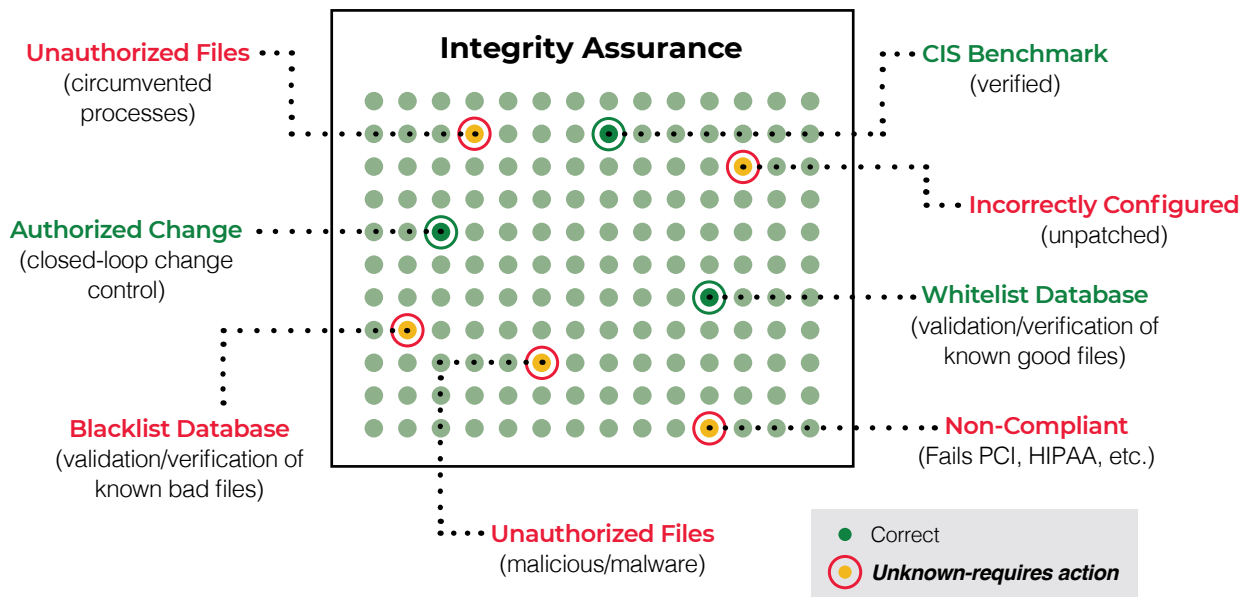 Integrity Assurance
Unauthorized Files
(circumvented
processes)
CIS Benchmark
(verified)
Incorrectly Configured
(unpatched)
Authorized Change
(closed-loop change
control)
Whitelist Database
(validation/verification of
known good files)
Blacklist Database
(validation/verification of
known bad files)
Non-Compliant
(Fails PCI, HIPAA, etc.)
Unauthorized Files
(malicious/malware)
Correct
Unknown-requires action